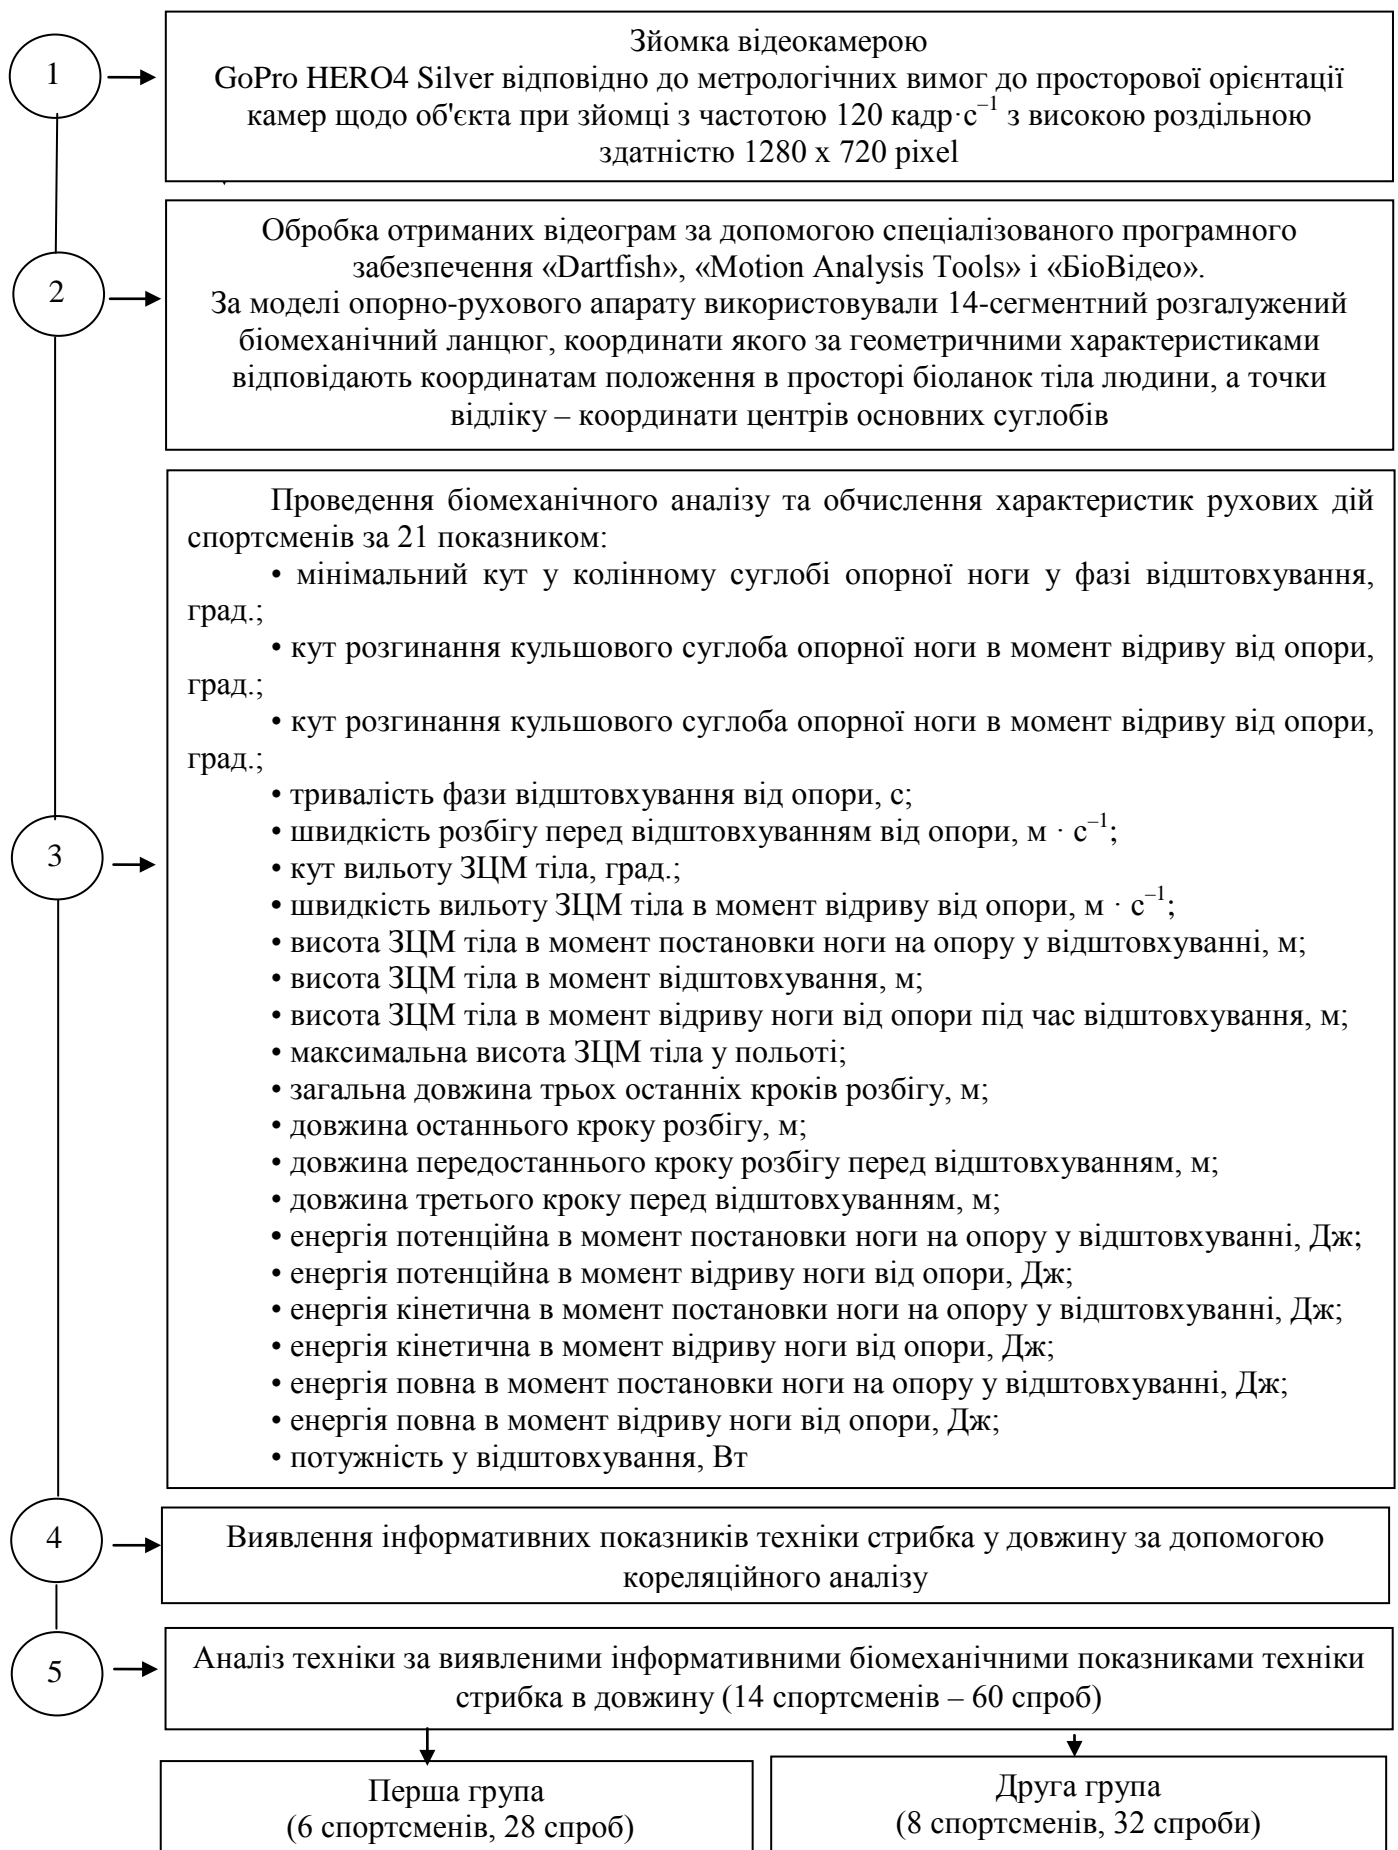 1
Зйомка відеокамерою
GoPro HERO4 Silver відповідно до метрологічних вимог до просторової орієнтації
камер щодо об'єкта при зйомці з частотою 120 кадр·с⁻¹ з високою роздільною
здатністю 1280 x 720 pixel
2
Обробка отриманих відеограм за допомогою спеціалізованого програмного
забезпечення «Dartfish», «Motion Analysis Tools» і «БіоВідео».
За моделі опорно-рухового апарату використовували 14-сегментний розгалужений
біомеханічний ланцюг, координати якого за геометричними характеристиками
відповідають координатам положення в просторі біоланок тіла людини, а точки
відліку – координати центрів основних суглобів
3
Проведення біомеханічного аналізу та обчислення характеристик рухових дій
спортсменів за 21 показником:
• мінімальний кут у колінному суглобі опорної ноги у фазі відштовхування,
град.;
• кут розгинання кульшового суглоба опорної ноги в момент відриву від опори,
град.;
• кут розгинання кульшового суглоба опорної ноги в момент відриву від опори,
град.;
• тривалість фази відштовхування від опори, с;
• швидкість розбігу перед відштовхуванням від опори, м · с⁻¹;
• кут вильоту ЗЦМ тіла, град.;
• швидкість вильоту ЗЦМ тіла в момент відриву від опори, м · с⁻¹;
• висота ЗЦМ тіла в момент постановки ноги на опору у відштовхуванні, м;
• висота ЗЦМ тіла в момент відштовхування, м;
• висота ЗЦМ тіла в момент відриву ноги від опори під час відштовхування, м;
• максимальна висота ЗЦМ тіла у польоті;
• загальна довжина трьох останніх кроків розбігу, м;
• довжина останнього кроку розбігу, м;
• довжина передостаннього кроку розбігу перед відштовхуванням, м;
• довжина третього кроку перед відштовхуванням, м;
• енергія потенційна в момент постановки ноги на опору у відштовхуванні, Дж;
• енергія потенційна в момент відриву ноги від опори, Дж;
• енергія кінетична в момент постановки ноги на опору у відштовхуванні, Дж;
• енергія кінетична в момент відриву ноги від опори, Дж;
• енергія повна в момент постановки ноги на опору у відштовхуванні, Дж;
• енергія повна в момент відриву ноги від опори, Дж;
• потужність у відштовхування, Вт
4
Виявлення інформативних показників техніки стрибка у довжину за допомогою
кореляційного аналізу
5
Аналіз техніки за виявленими інформативними біомеханічними показниками техніки
стрибка в довжину (14 спортсменів – 60 спроб)
Перша група
(6 спортсменів, 28 спроб)
Друга група
(8 спортсменів, 32 спроби)